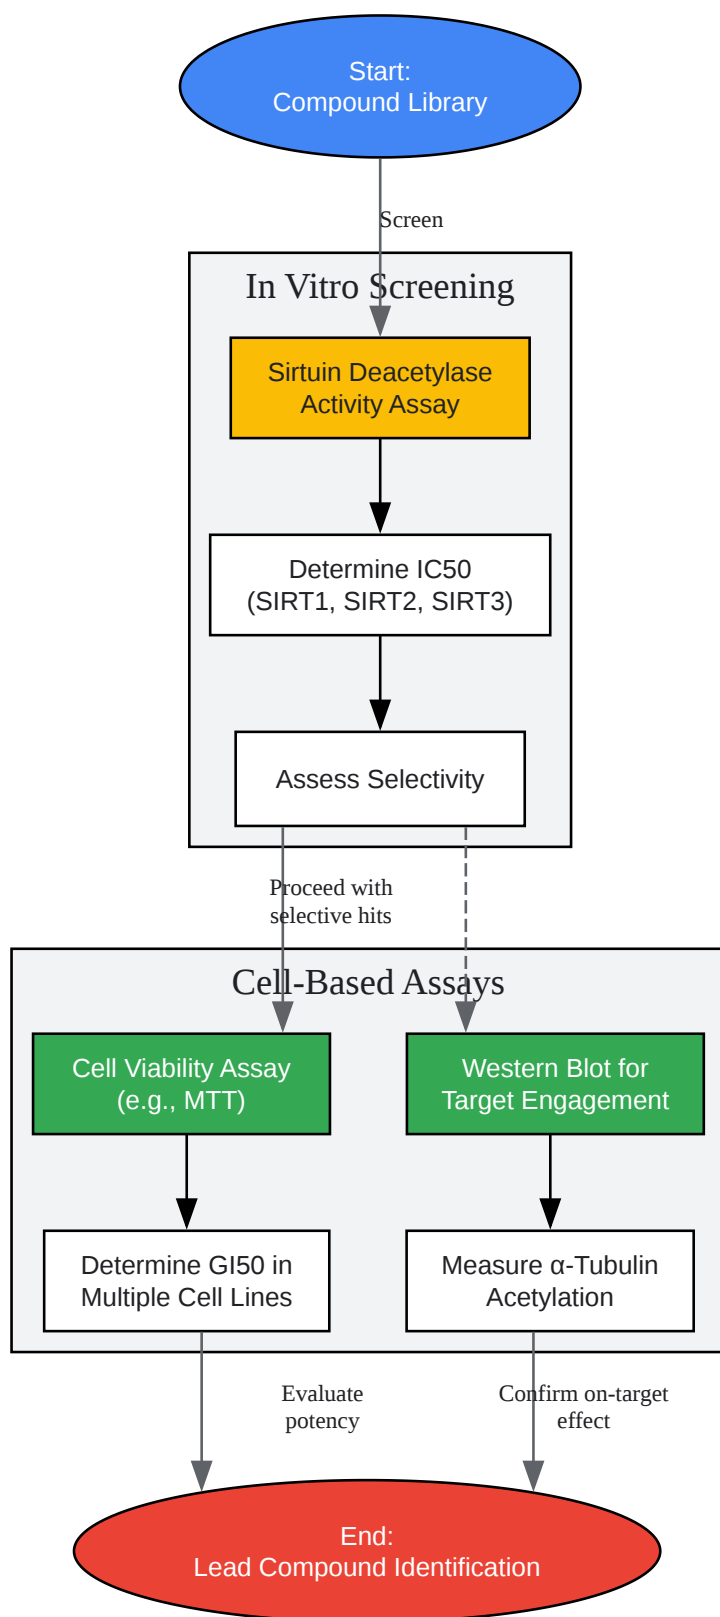 Start:
Compound Library
Screen
In Vitro Screening
Sirtuin Deacetylase
Activity Assay
Determine IC50
(SIRT1, SIRT2, SIRT3)
Assess Selectivity
Proceed with
selective hits
Cell-Based Assays
Cell Viability Assay
(e.g., MTT)
Western Blot for
Target Engagement
Determine GI50 in
Multiple Cell Lines
Measure α-Tubulin
Acetylation
Evaluate
potency
Confirm on-target
effect
End:
Lead Compound Identification